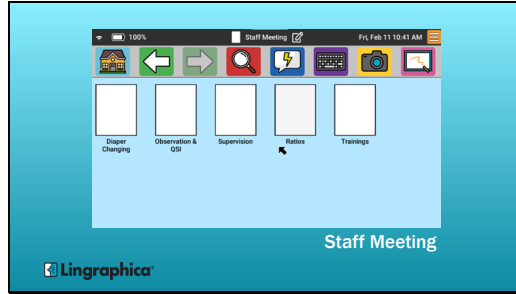 100%
Staff Meeting
Fri, Feb 11 10:41 AM
Diaper
Changing
Observation &
QSI
Supervision
Ratios
Trainings
Staff Meeting
Lingraphica